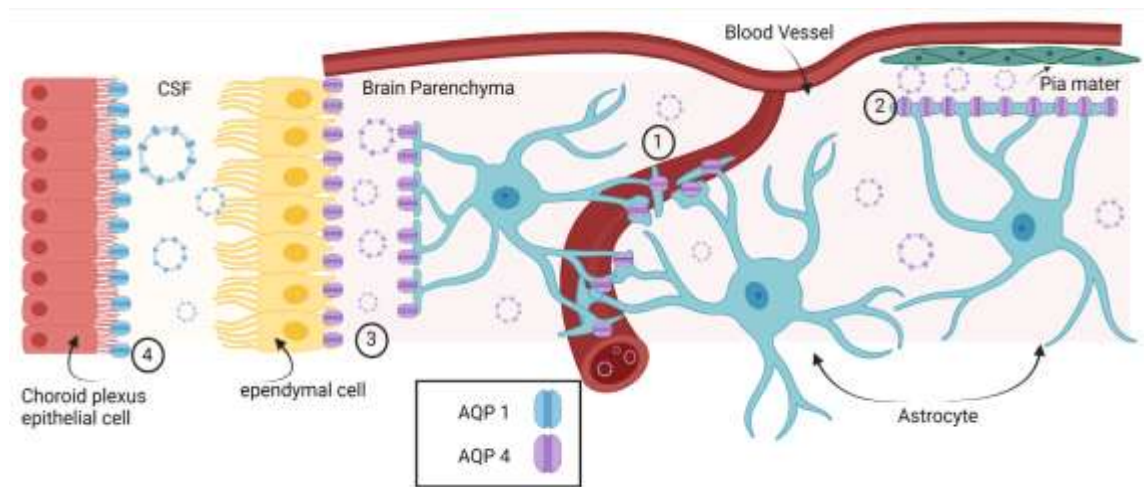 Blood Vessel
CSF
Brain Parenchyma
Pia mater
1
2
3
4
Choroid plexus
epithelial cell
ependymal cell
Astrocyte
AQP 1
AQP 4